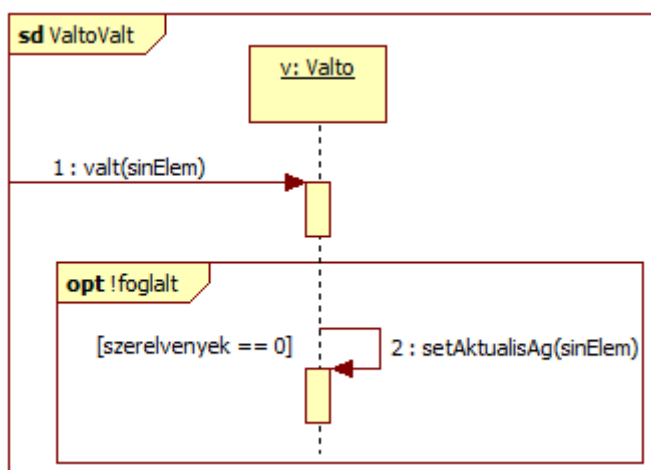 sd ValtoValt
v: Valto
1 : valt(sinElem)
opt !foglalt
[szerelvenyek == 0]
2 : setAktualisAg(sinElem)